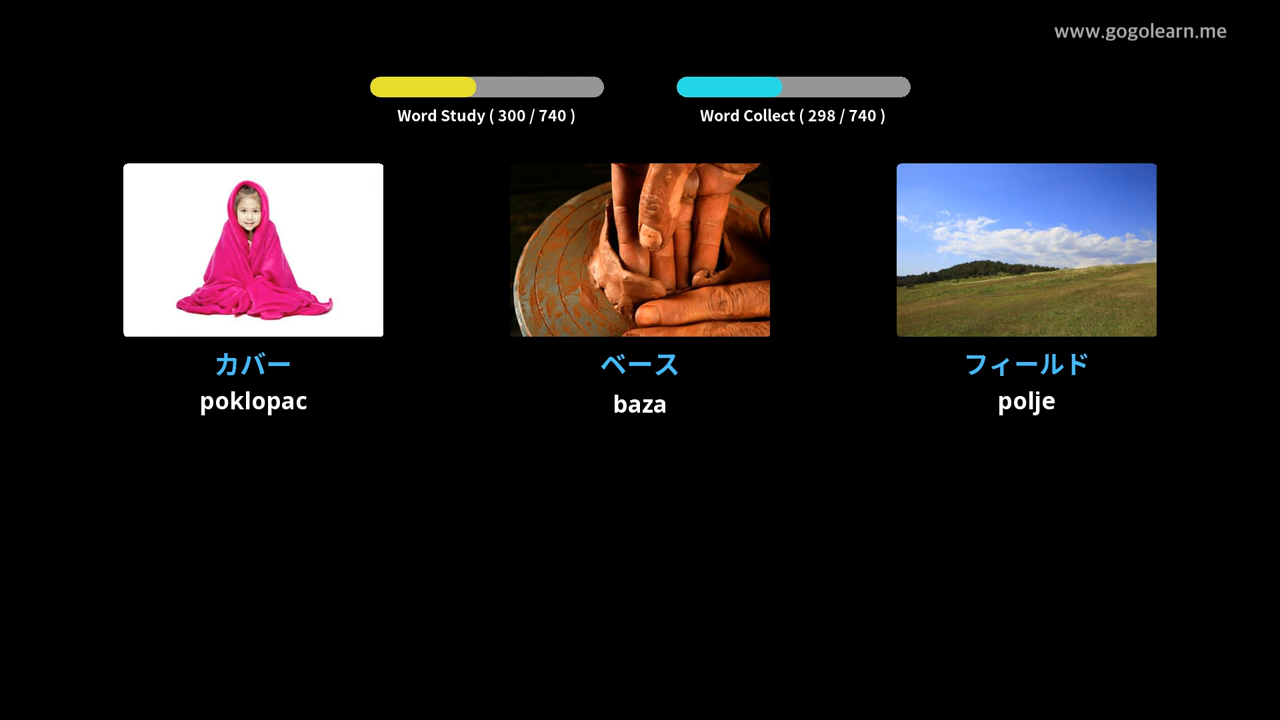 www.gogolearn.me
Word Study ( 300 / 740 )
Word Collect ( 298 / 740 )
カバー
poklopac
ベース
baza
フィールド
polje